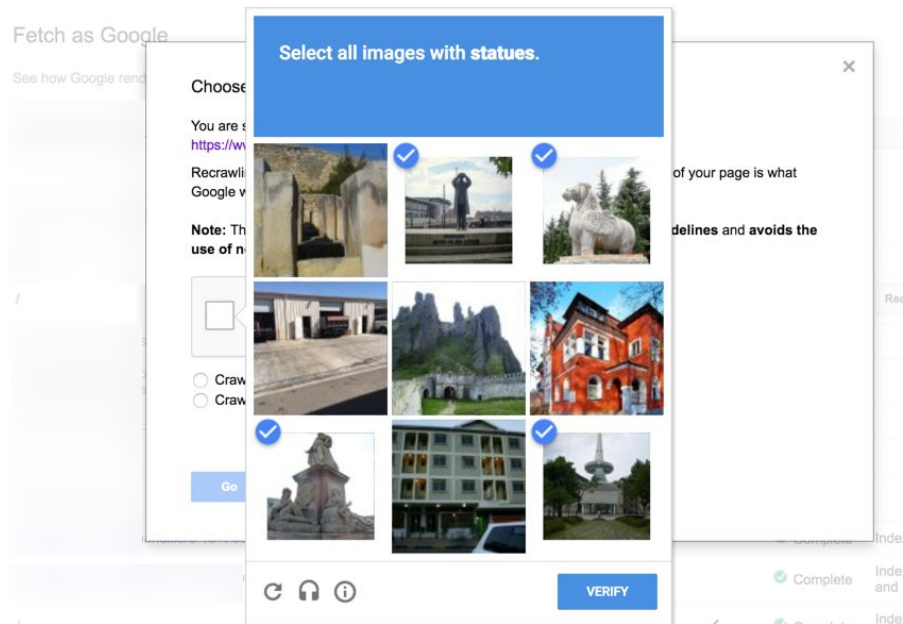 Fetch as Google
See how Google rend
Select all images with statues.
Choose
You are s
https://ww
Recrawli
of your page is what
Google w
Note: Th
delines and avoids the
use of n
/
Craw
Craw
Go
VERIFY
Complete
Inde
Complete
Inde
and
Complete
Inde